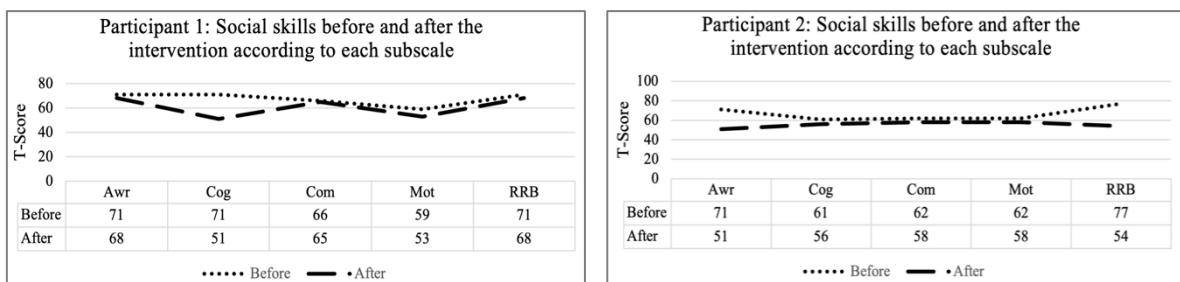 Participant 1: Social skills before and after the
intervention according to each subscale
80
60
40
20
0
T-Score
Awr Cog Com Mot RRB
Before 71 71 66 59 71
After 68 51 65 53 68
Before After
Participant 2: Social skills before and after the
intervention according to each subscale
100
80
60
40
20
0
T-Score
Awr Cog Com Mot RRB
Before 71 61 62 62 77
After 51 56 58 58 54
Before After